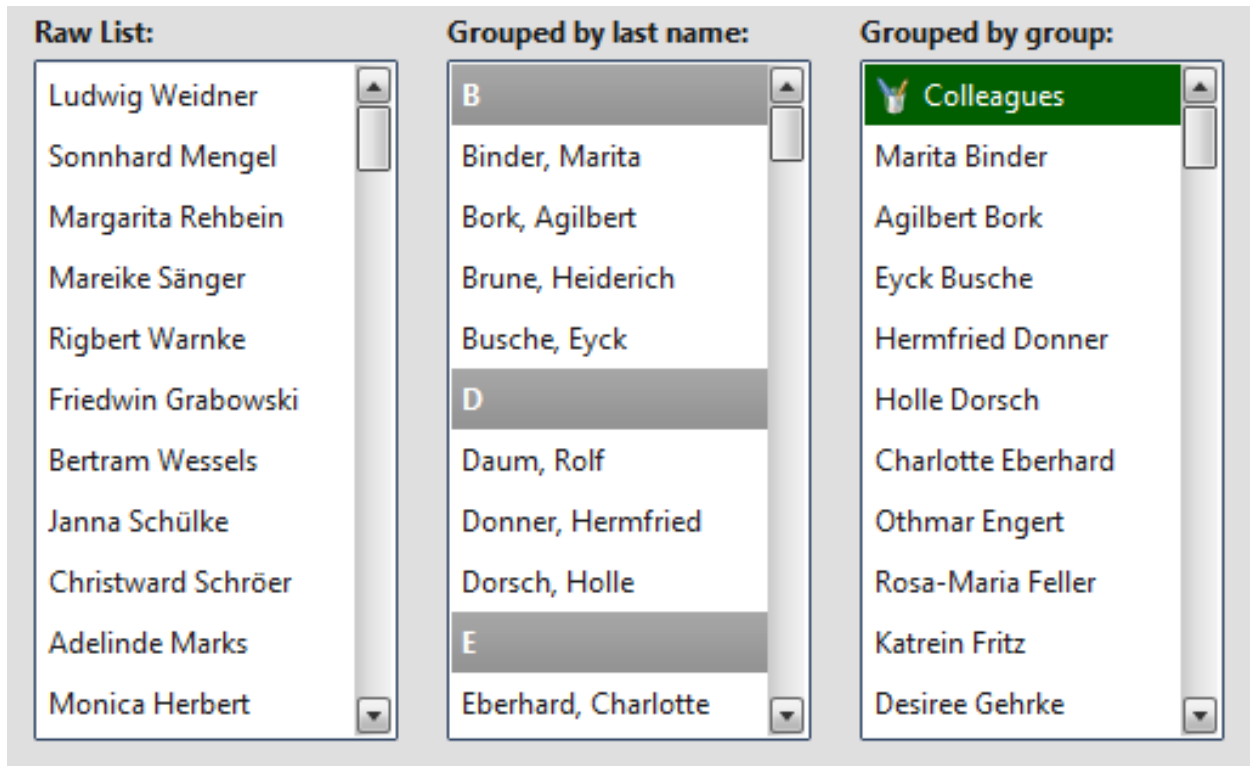 Raw List:
Ludwig Weidner
Sonnhard Mengel
Margarita Rehbein
Mareike Sänger
Rigbert Warnke
Friedwin Grabowski
Bertram Wessels
Janna Schülke
Christward Schröer
Adelinde Marks
Monica Herbert
Grouped by last name:
B
Binder, Marita
Bork, Agilbert
Brune, Heiderich
Busche, Eyck
D
Daum, Rolf
Donner, Hermfried
Dorsch, Holle
E
Eberhard, Charlotte
Grouped by group:
Colleagues
Marita Binder
Agilbert Bork
Eyck Busche
Hermfried Donner
Holle Dorsch
Charlotte Eberhard
Othmar Engert
Rosa-Maria Feller
Katrein Fritz
Desiree Gehrke